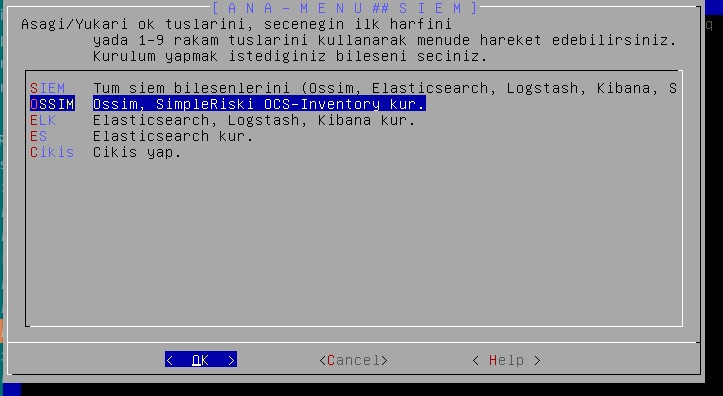 [ A N A - M E N U ## S I E M ]
Asagi/Yukari ok tuslarini, secenegin ilk harfini
yada 1-9 rakam tuslarini kullanarak menude hareket edebilirsiniz.
Kurulum yapmak istediginiz bileseni seciniz.
SIEM Tum siem bilesenlerini (Ossim, Elasticsearch, Logstash, Kibana, S
OSSIM Ossim, SimpleRiski OCS-Inventory kur.
ELK Elasticsearch, Logstash, Kibana kur.
ES Elasticsearch kur.
Cikis Cikis yap.
< OK > <Cancel> < Help >